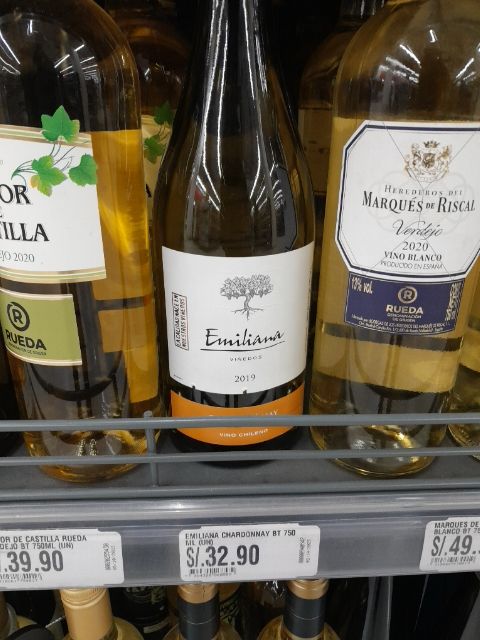 OR
TILLA
EJO 2020
R
RUEDA
Emiliana
VIÑEDOS
2019
VINO CHILENO
HEREDEROS DEL
MARQUÉS DE RISCAL
Verdejo
2020
VINO BLANCO
PRODUCIDO EN ESPAÑA
13% vol.
R
RUEDA
DENOMINACIÓN
DE ORIGEN
OR DE CASTILLA RUEDA
DEJO BT 750ML (UN)
39.90
EMILIANA CHARDONNAY BT 750
ML (UN)
S/.32.90
MARQUES DE
BLANCO BT 75
S/.49.